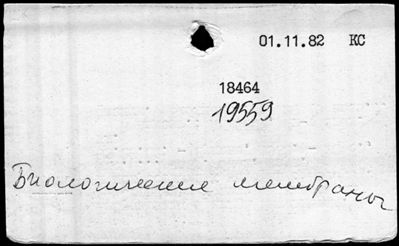 01.11.82 КС
18464
19559
Биологические мембраны